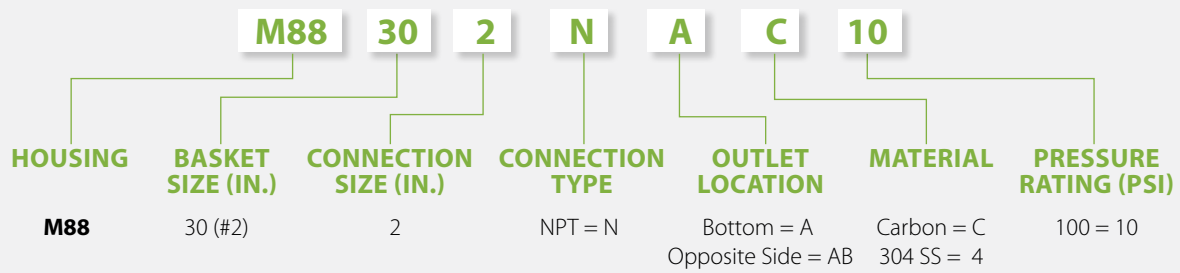 M88 30 2 N A C 10
HOUSING BASKET SIZE (IN.) CONNECTION SIZE (IN.) CONNECTION TYPE OUTLET LOCATION MATERIAL PRESSURE RATING (PSI)
M88 30 (#2) 2 NPT = N Bottom = A Carbon = C 100 = 10
Opposite Side = AB 304 SS = 4